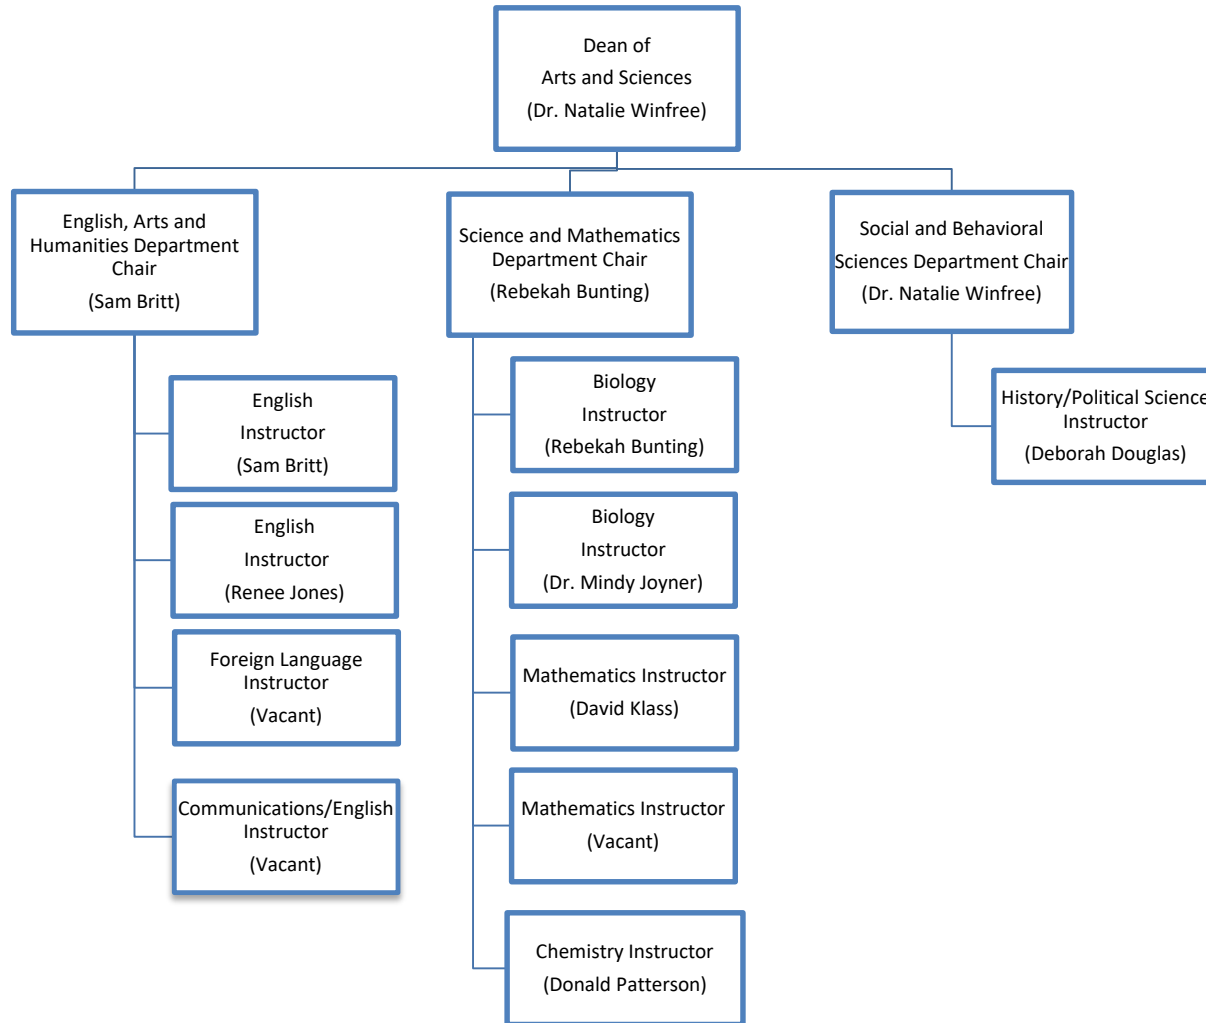 Dean of
Arts and Sciences
(Dr. Natalie Winfree)
English, Arts and
Humanities Department
Chair
(Sam Britt)
English
Instructor
(Sam Britt)
English
Instructor
(Renee Jones)
Foreign Language
Instructor
(Vacant)
Communications/English
Instructor
(Vacant)
Science and Mathematics
Department Chair
(Rebekah Bunting)
Biology
Instructor
(Rebekah Bunting)
Biology
Instructor
(Dr. Mindy Joyner)
Mathematics Instructor
(David Klass)
Mathematics Instructor
(Vacant)
Chemistry Instructor
(Donald Patterson)
Social and Behavioral
Sciences Department Chair
(Dr. Natalie Winfree)
History/Political Science
Instructor
(Deborah Douglas)